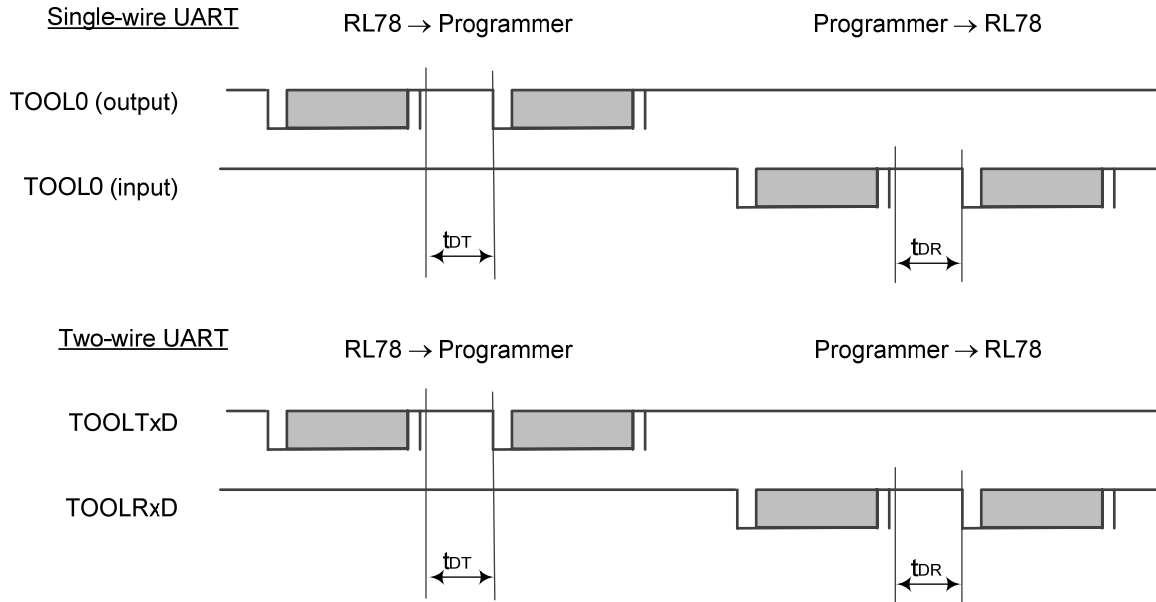 Single-wire UART
RL78 → Programmer
Programmer → RL78
TOOL0 (output)
TOOL0 (input)
tDT
tDR
Two-wire UART
RL78 → Programmer
Programmer → RL78
TOOLTxD
TOOLRxD
tDT
tDR